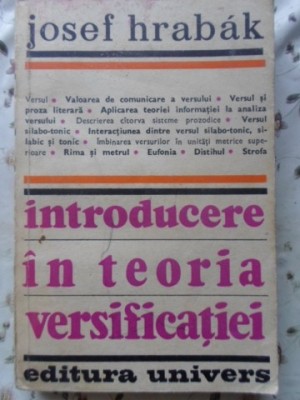 josef hrabák
Versul • Valoarea de comunicare a versului • Versul și
proza literară • Aplicarea teoriei informației la analiza
versului • Descrierea cîtorva sisteme prozodice • Versul
silabo-tonic • Interacțiunea dintre versul silabo-tonic, si-
labic și tonic • Îmbinarea versurilor în unități metrice supe-
rioare • Rima și metrul • Eufonia • Distihul • Strofa
introducere
în teoria
versificației
editura univers